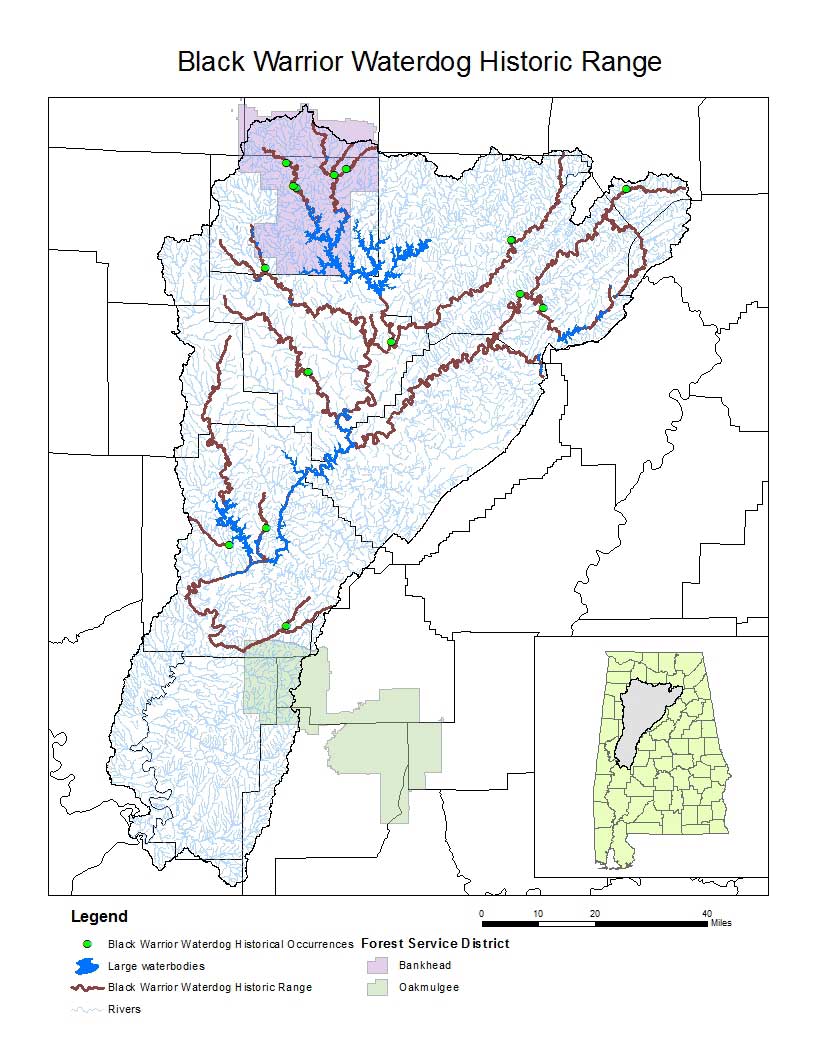 Black Warrior Waterdog Historic Range
0 10 20 40
Miles
Legend
Black Warrior Waterdog Historical Occurrences
Large waterbodies
Black Warrior Waterdog Historic Range
Rivers
Forest Service District
Bankhead
Oakmulgee